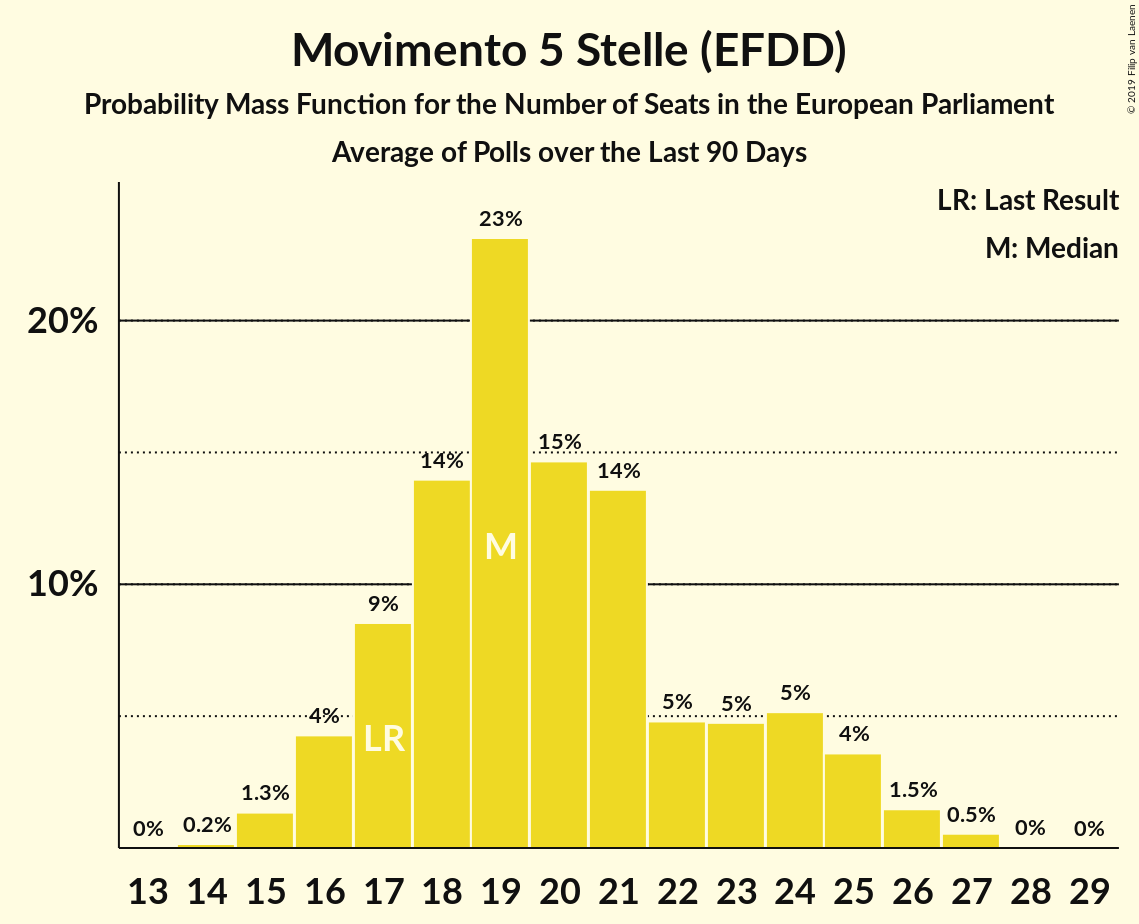 Movimento 5 Stelle (EFDD)
Probability Mass Function for the Number of Seats in the European Parliament
Average of Polls over the Last 90 Days
© 2019 Filip van Laenen
LR: Last Result
M: Median
20%
10%
0%
0.2%
1.3%
4%
9%
14%
23%
15%
14%
5%
5%
5%
4%
1.5%
0.5%
0%
0%
LR
M
13 14 15 16 17 18 19 20 21 22 23 24 25 26 27 28 29